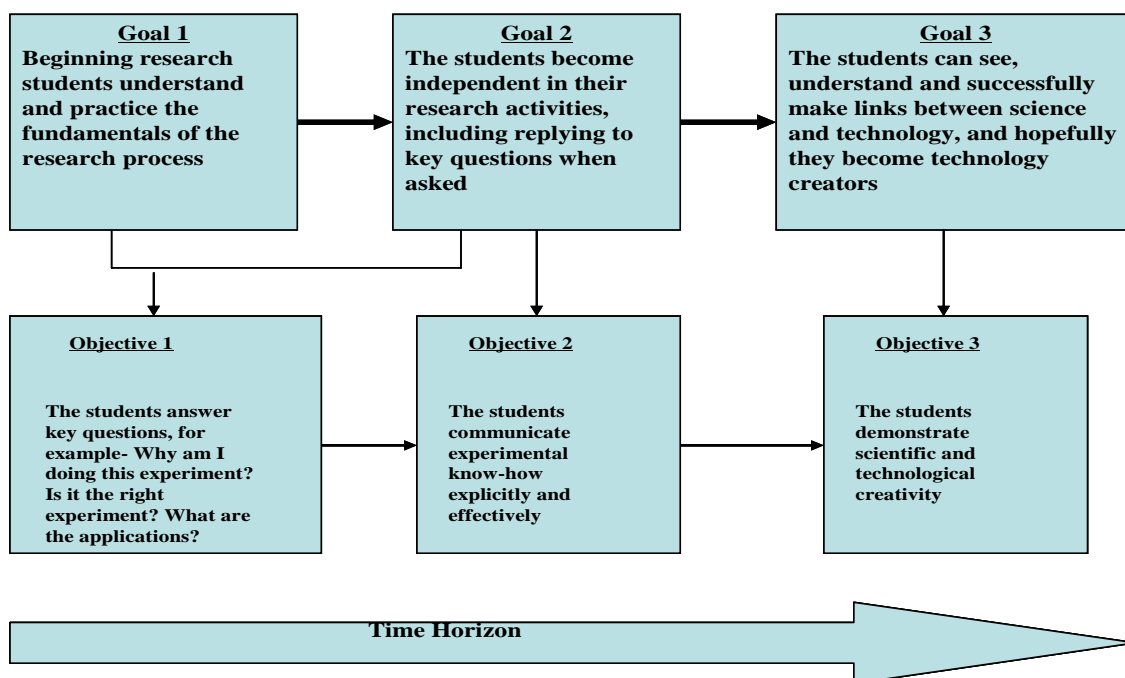 Goal 1
Beginning research
students understand
and practice the
fundamentals of the
research process
Goal 2
The students become
independent in their
research activities,
including replying to
key questions when
asked
Goal 3
The students can see,
understand and successfully
make links between science
and technology, and hopefully
they become technology
creators
Objective 1
The students answer
key questions, for
example- Why am I
doing this experiment?
Is it the right
experiment? What are
the applications?
Objective 2
The students
communicate
experimental
know-how
explicitly and
effectively
Objective 3
The students
demonstrate
scientific and
technological
creativity
Time Horizon